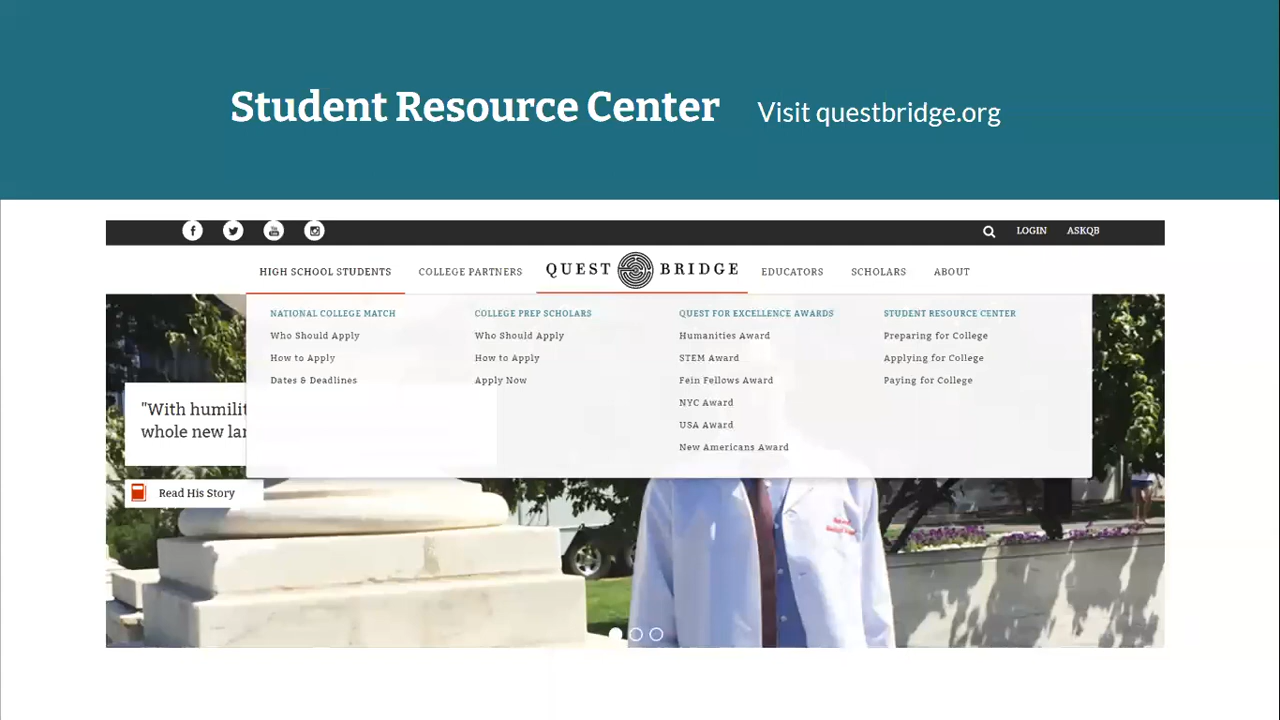 Student Resource Center Visit questbridge.org
LOGIN ASKQB
HIGH SCHOOL STUDENTS COLLEGE PARTNERS QUEST BRIDGE EDUCATORS SCHOLARS ABOUT
NATIONAL COLLEGE MATCH
Who Should Apply
How to Apply
Dates & Deadlines
COLLEGE PREP SCHOLARS
Who Should Apply
How to Apply
Apply Now
QUEST FOR EXCELLENCE AWARDS
Humanities Award
STEM Award
Fein Fellows Award
NYC Award
USA Award
New Americans Award
STUDENT RESOURCE CENTER
Preparing for College
Applying for College
Paying for College
"With humilit
whole new lan
Read His Story